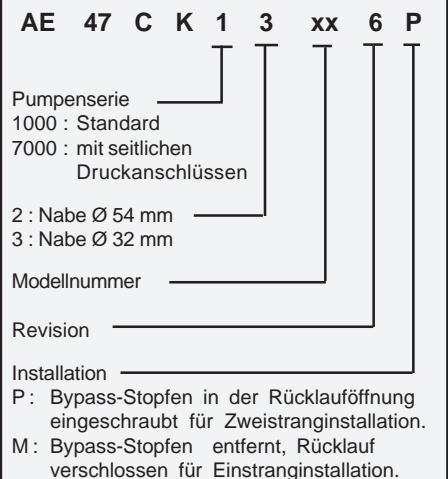 AE 47 C K 1 3 xx 6 P
Pumpenserie
1000 : Standard
7000 : mit seitlichen
Druckanschlüssen
2 : Nabe Ø 54 mm
3 : Nabe Ø 32 mm
Modellnummer
Revision
Installation
P : Bypass-Stopfen in der Rücklauföffnung
eingeschraubt für Zweistranginstallation.
M : Bypass-Stopfen entfernt, Rücklauf
verschlossen für Einstranginstallation.